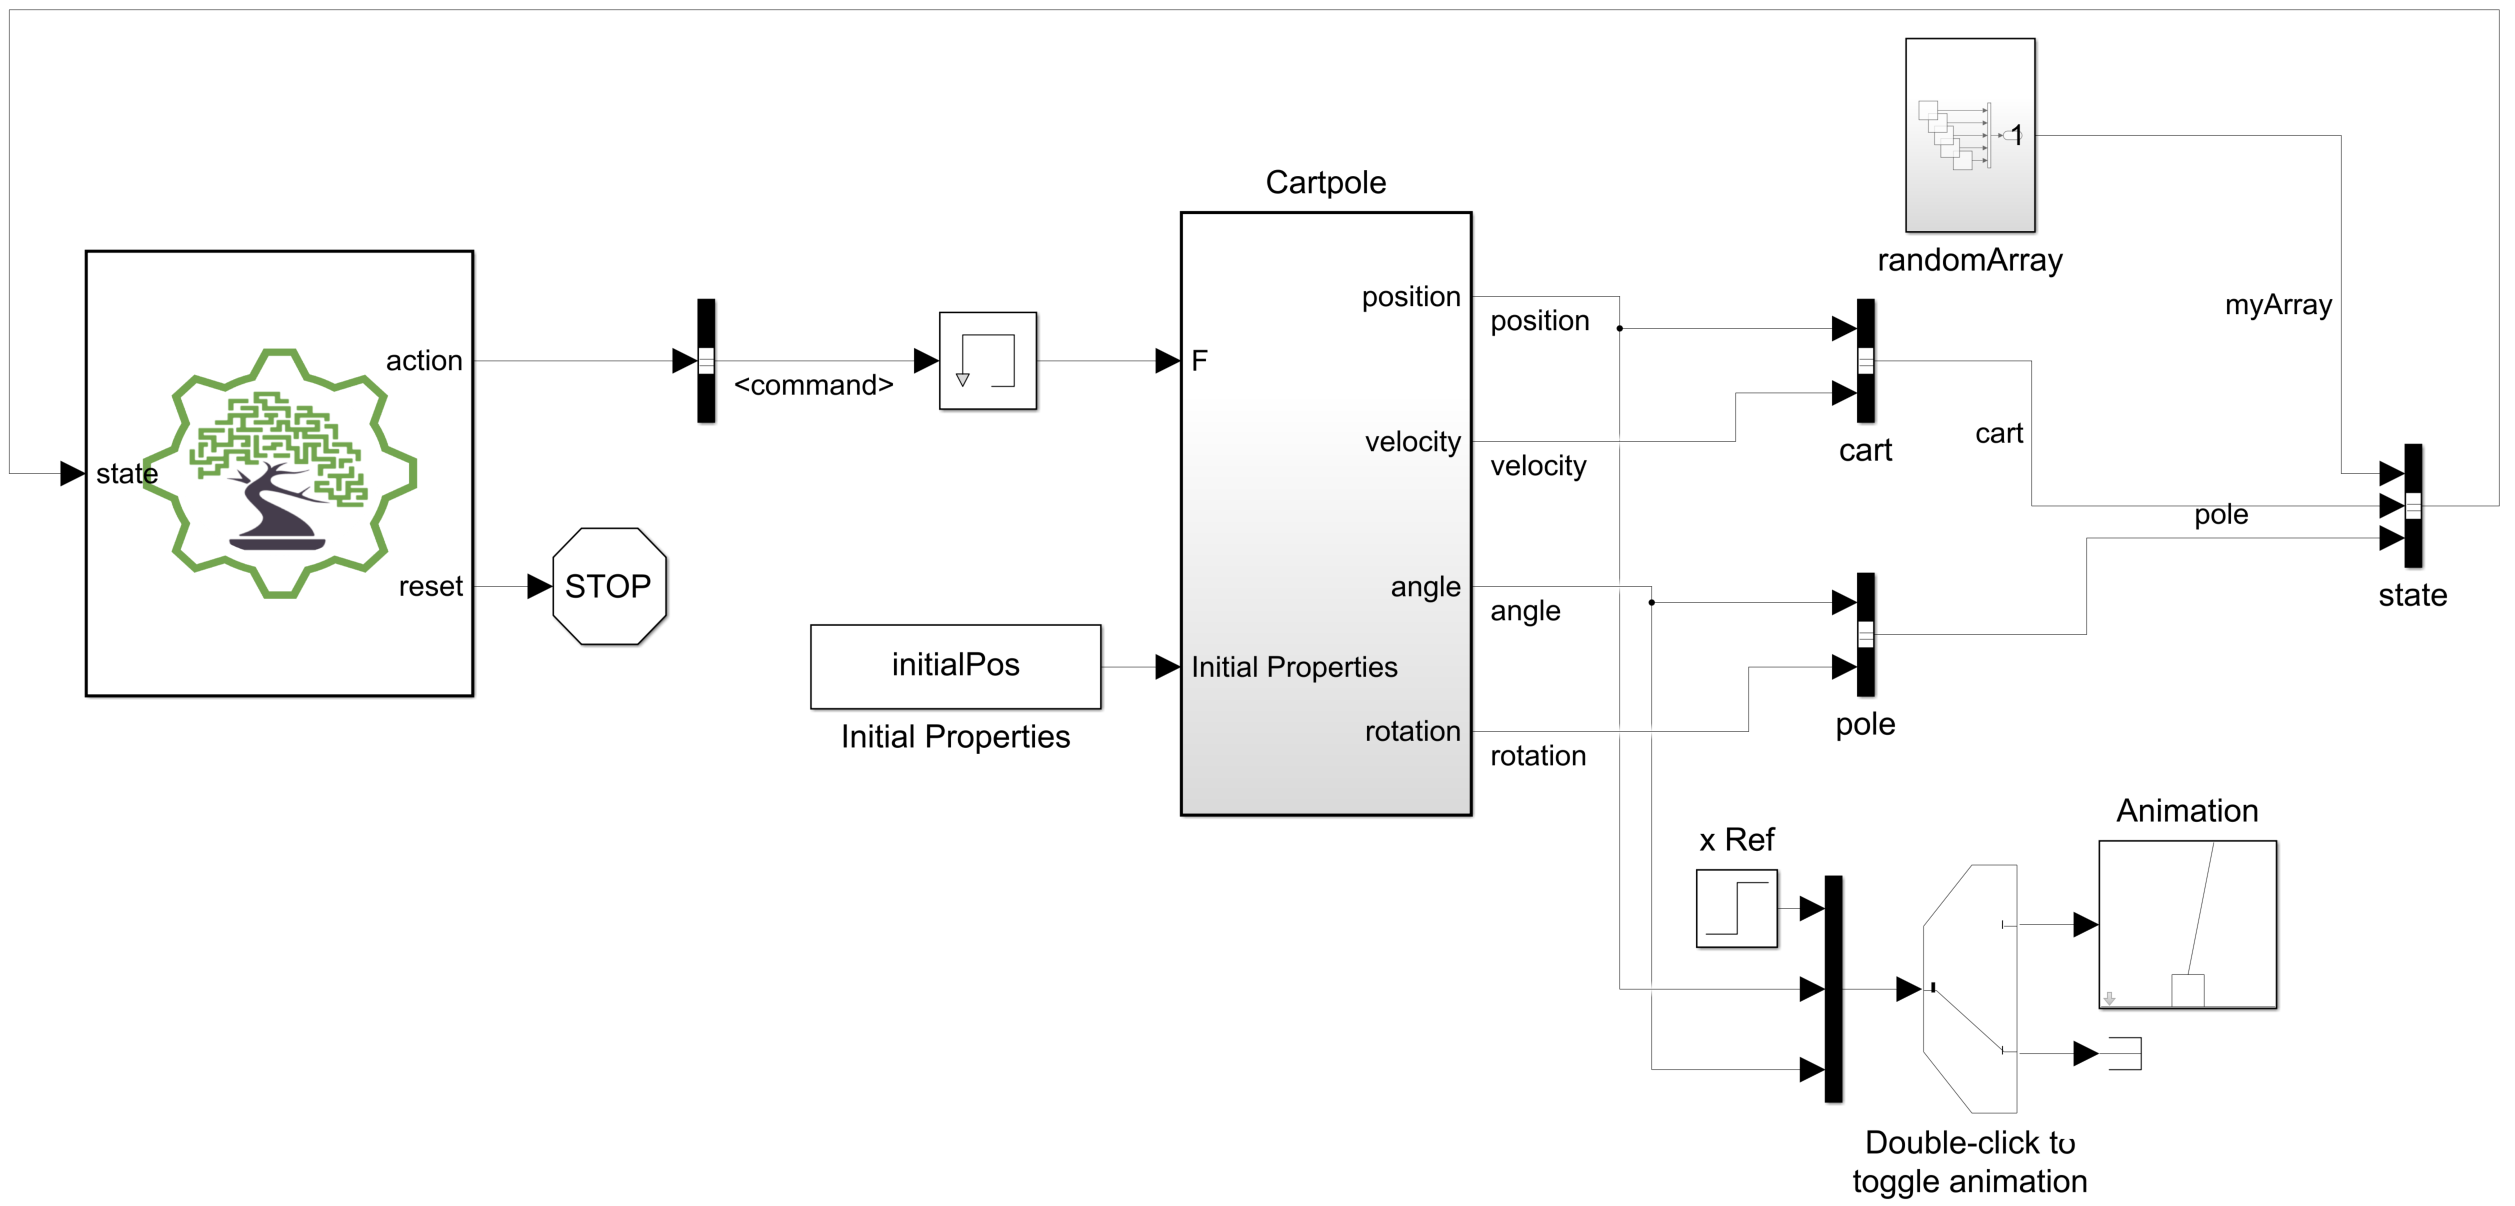 1
randomArray
Cartpole
myArray
state
action
reset
STOP
<command>
F
Initial Properties
position
velocity
angle
rotation
initialPos
Initial Properties
position
velocity
angle
rotation
cart
cart
pole
pole
state
x Ref
Animation
Double-click to
toggle animation